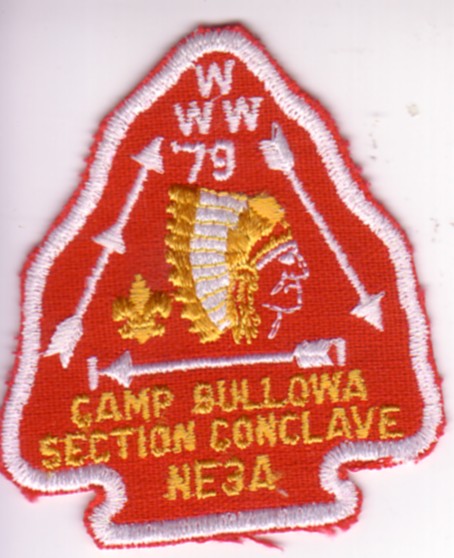 W
WW
'79
CAMP BULLOWA
SECTION CONCLAVE
NE3A